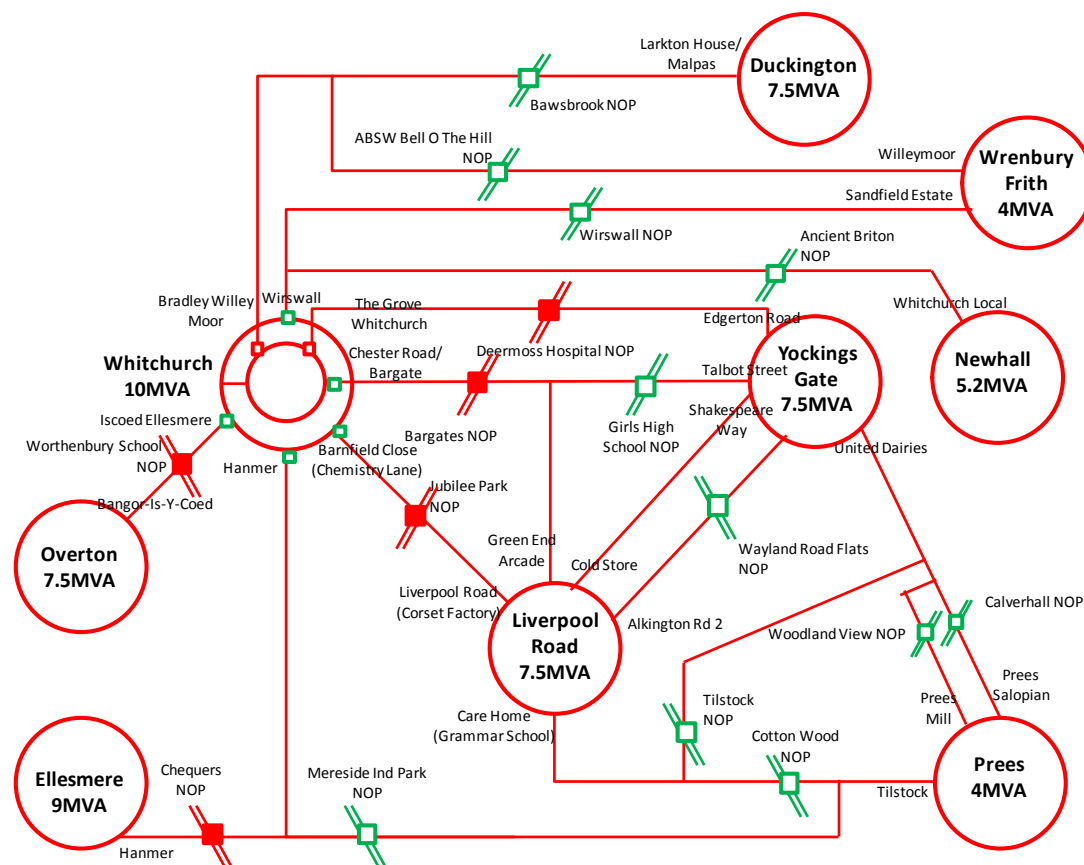 Larkton House/
Malpas
Duckington
7.5MVA
Bawsbrook NOP
ABSW Bell O The Hill
NOP
Willeymoor
Wrenbury
Frith
4MVA
Sandfield Estate
Wirswall NOP
Ancient Briton
NOP
Bradley Willey
Moor
Wirswall
The Grove
Whitchurch
Edgerton Road
Whitchurch Local
Whitchurch
10MVA
Chester Road/
Bargate
Deermoss Hospital NOP
Talbot Street
Yockings
Gate
7.5MVA
Newhall
5.2MVA
Iscoed Ellesmere
Worthenbury School
NOP
Bargates NOP
Girls High
School NOP
Shakespeare
Way
United Dairies
Hanmer
Barnfield Close
(Chemistry Lane)
Jubilee Park
NOP
Bangor-Is-Y-Coed
Overton
7.5MVA
Green End
Arcade
Cold Store
Wayland Road Flats
NOP
Liverpool Road
(Corset Factory)
Liverpool
Road
7.5MVA
Alkington Rd 2
Woodland View NOP
Calverhall NOP
Prees
Mill
Prees
Salopian
Care Home
(Grammar School)
Tilstock
NOP
Cotton Wood
NOP
Ellesmere
9MVA
Chequers
NOP
Mereside Ind Park
NOP
Tilstock
Prees
4MVA
Hanmer